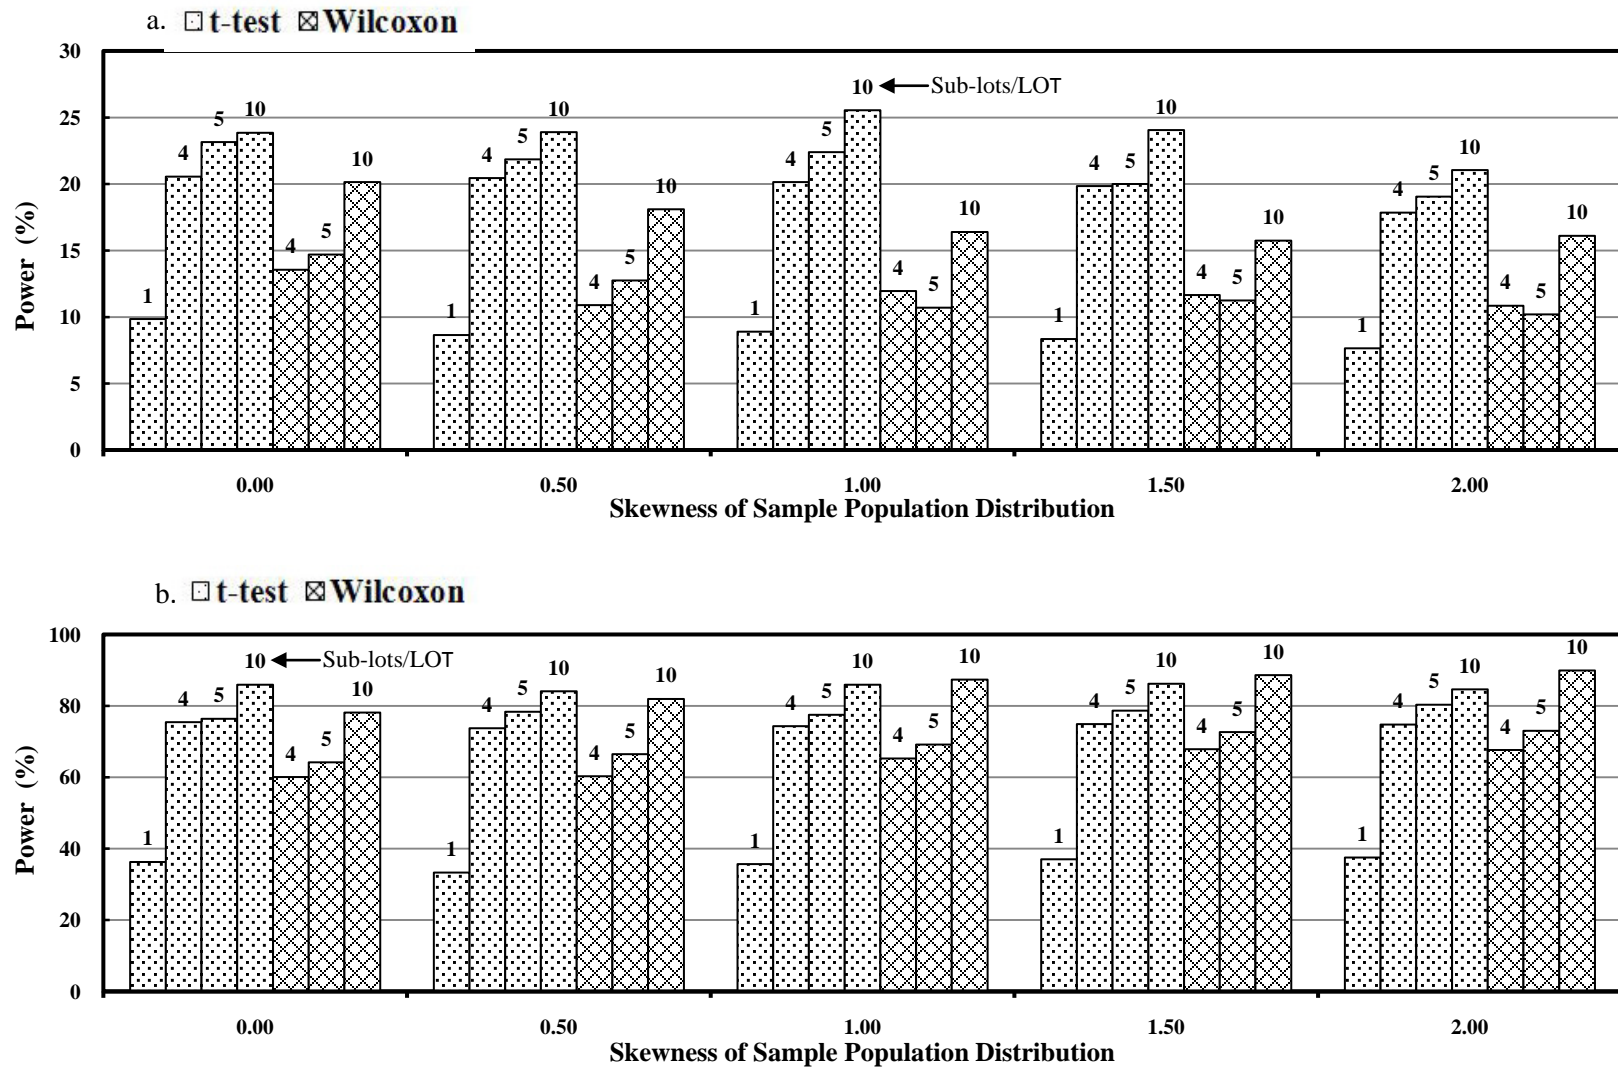 a. t-test Wilcoxon
30
25
20
15
10
5
0
Power (%)
1 4 5 10 4 5 10
1 4 5 10 4 5 10
1 4 5 10 4 5 10
1 4 5 10 4 5 10
1 4 5 10 4 5 10
Sub-lots/LOT
0.00 0.50 1.00 1.50 2.00
Skewness of Sample Population Distribution
b. t-test Wilcoxon
100
80
60
40
20
0
Power (%)
1 4 5 10 4 5 10
1 4 5 10 4 5 10
1 4 5 10 4 5 10
1 4 5 10 4 5 10
1 4 5 10 4 5 10
Sub-lots/LOT
0.00 0.50 1.00 1.50 2.00
Skewness of Sample Population Distribution